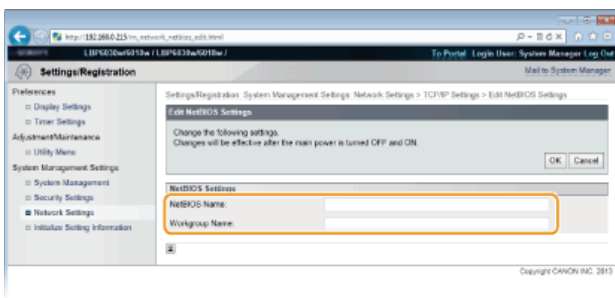 http://192.168.0.215/m_network_netbios_edit.html
LBP6030w/6018w / LBP6030w/6018w /
To Portal Login User: System Manager Log Out
Settings/Registration
Mail to System Manager
Preferences
Display Settings
Timer Settings
Adjustment/Maintenance
Utility Menu
System Management Settings
System Management
Security Settings
Network Settings
Initialize Setting Information
Settings/Registration: System Management Settings: Network Settings > TCP/IP Settings > Edit NetBIOS Settings
Edit NetBIOS Settings
Change the following settings.
Changes will be effective after the main power is turned OFF and ON.
OK Cancel
NetBIOS Settings
NetBIOS Name:
Workgroup Name:
Copyright CANON INC. 2013